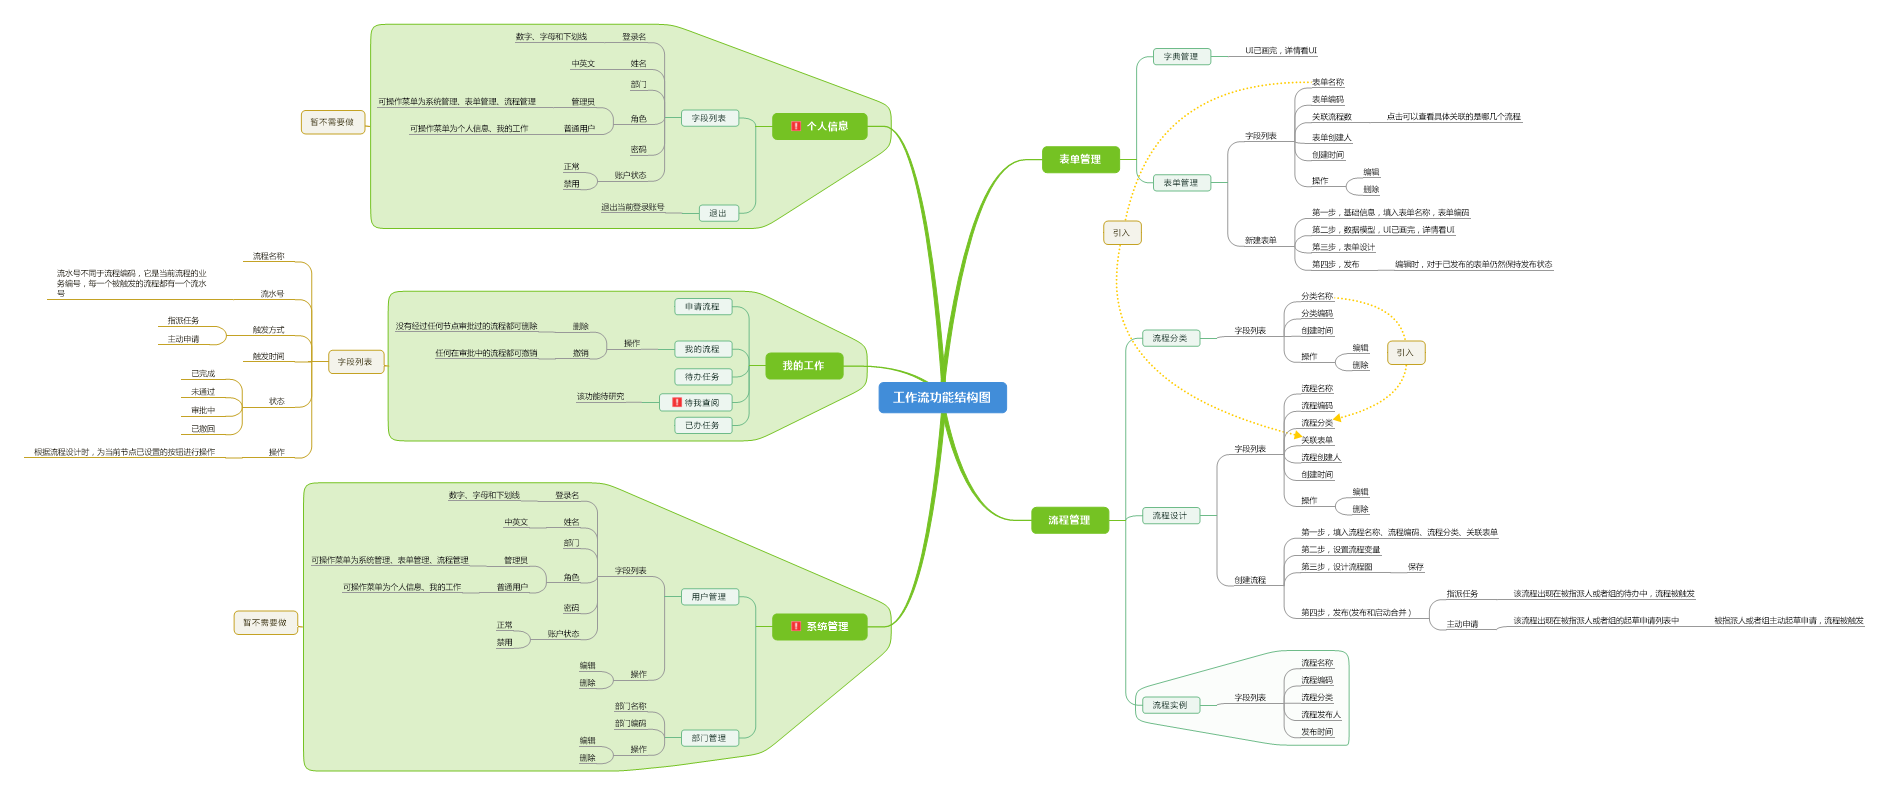 工作流功能结构图
个人信息
字段列表
登录名
数字、字母和下划线
姓名
中英文
部门
角色
管理员
可操作菜单为系统管理、表单管理、流程管理
普通用户
可操作菜单为个人信息、我的工作
密码
账户状态
正常
禁用
退出
退出当前登录账号
暂不需要做
我的工作
申请流程
我的流程
操作
删除
没有经过任何节点审批过的流程都可删除
撤销
任何在审批中的流程都可撤销
待办任务
待我查阅
该功能待研究
已办任务
字段列表
流程名称
流水号
流水号不同于流程编码，它是当前流程的业
务编号，每一个被触发的流程都有一个流水
号
触发方式
指派任务
主动申请
触发时间
状态
已完成
未通过
审批中
已撤回
操作
根据流程设计时，为当前节点已设置的按钮进行操作
系统管理
用户管理
字段列表
登录名
数字、字母和下划线
姓名
中英文
部门
角色
管理员
可操作菜单为系统管理、表单管理、流程管理
普通用户
可操作菜单为个人信息、我的工作
密码
账户状态
正常
禁用
操作
编辑
删除
部门管理
部门名称
部门编码
操作
编辑
删除
暂不需要做
表单管理
字典管理
UI已画完，详情看UI
表单管理
字段列表
表单名称
表单编码
关联流程数
点击可以查看具体关联的是哪几个流程
表单创建人
创建时间
操作
编辑
删除
新建表单
第一步，基础信息，填入表单名称，表单编码
第二步，数据模型，UI已画完，详情看UI
第三步，表单设计
第四步，发布
编辑时，对于已发布的表单仍然保持发布状态
引入
流程管理
流程分类
字段列表
分类名称
分类编码
创建时间
操作
编辑
删除
引入
流程设计
字段列表
流程名称
流程编码
流程分类
关联表单
流程创建人
创建时间
操作
编辑
删除
创建流程
第一步，填入流程名称、流程编码、流程分类、关联表单
第二步，设置流程变量
第三步，设计流程图
保存
第四步，发布(发布和启动合并）
指派任务
该流程出现在被指派人或者组的待办中，流程被触发
主动申请
该流程出现在被指派人或者组的起草申请列表中
被指派人或者组主动起草申请，流程被触发
流程实例
字段列表
流程名称
流程编码
流程分类
流程发布人
发布时间